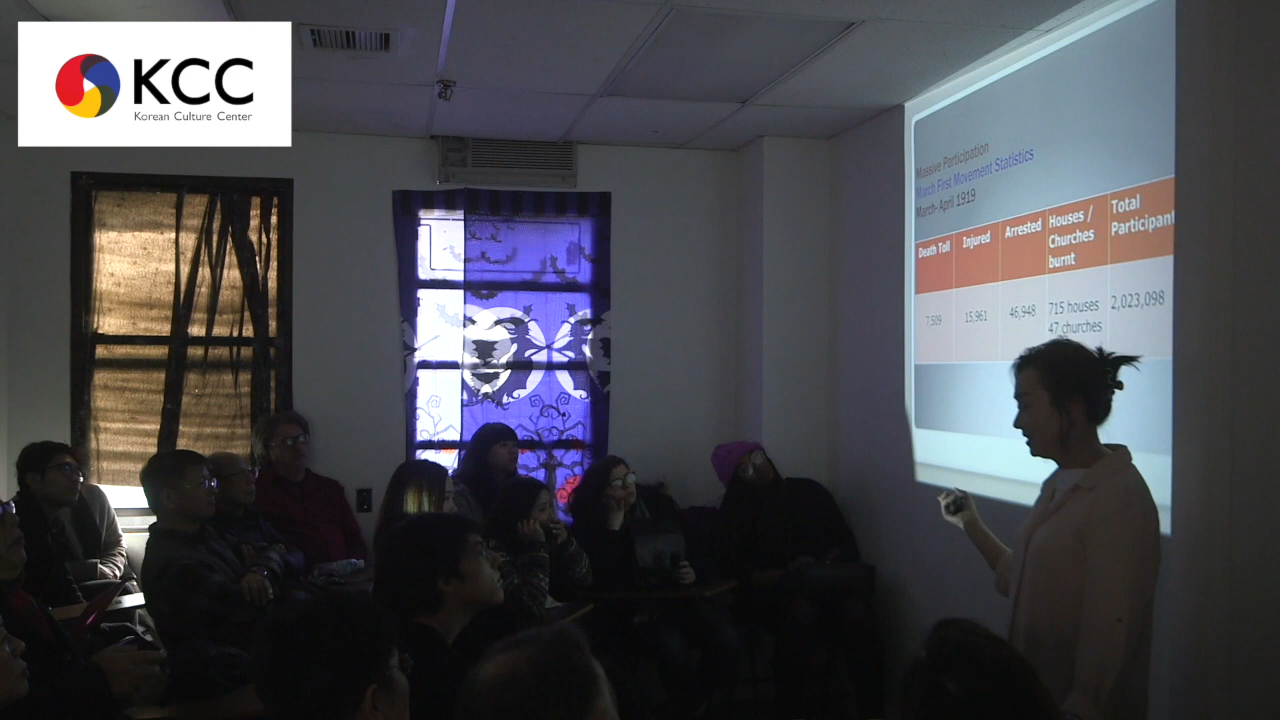 KCC
Korean Culture Center
Massive Participation
March First Movement Statistics
March- April 1919
Death Toll
Injured
Arrested
Houses /
Churches
burnt
Total
Participant
7,509
15,961
46,948
715 houses
47 churches
2,023,098